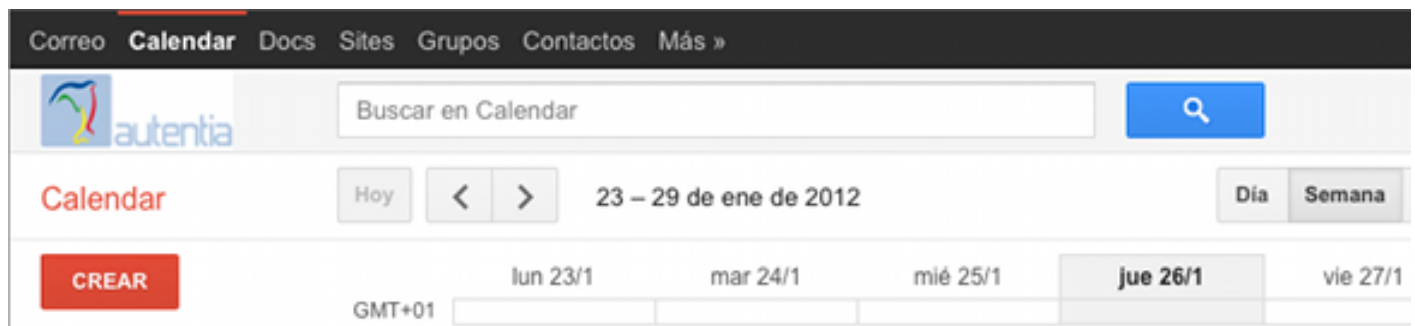 Correo Calendar Docs Sites Grupos Contactos Más »
autentia Buscar en Calendar
Calendar Hoy 23 – 29 de ene de 2012 Día Semana
CREAR lun 23/1 mar 24/1 mié 25/1 jue 26/1 vie 27/1
GMT+01